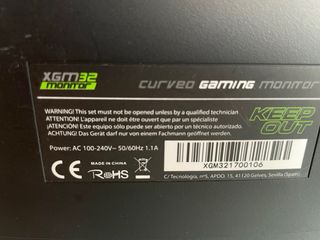 XGM32
monitor
CURVED GAMING monitor
WARNING! This set must not be opened unless by a qualified technician
ATTENTION! L'appareil ne doit être ouvert que par un spécialiste
¡ATENCIÓN! Este equipo sólo puede ser abierto por un técnico autorizado
ACHTUNG! Das Gerät darf nur von einem Fachmann geöffnet werden.
KEEP
OUT
Power: AC 100-240V~ 50/60Hz 1.1A
CE
MADE IN CHINA
RoHS
XGM321700106
C/ Tecnología, nº5, APDO. 15, 41120 Gelves, Sevilla (Spain)